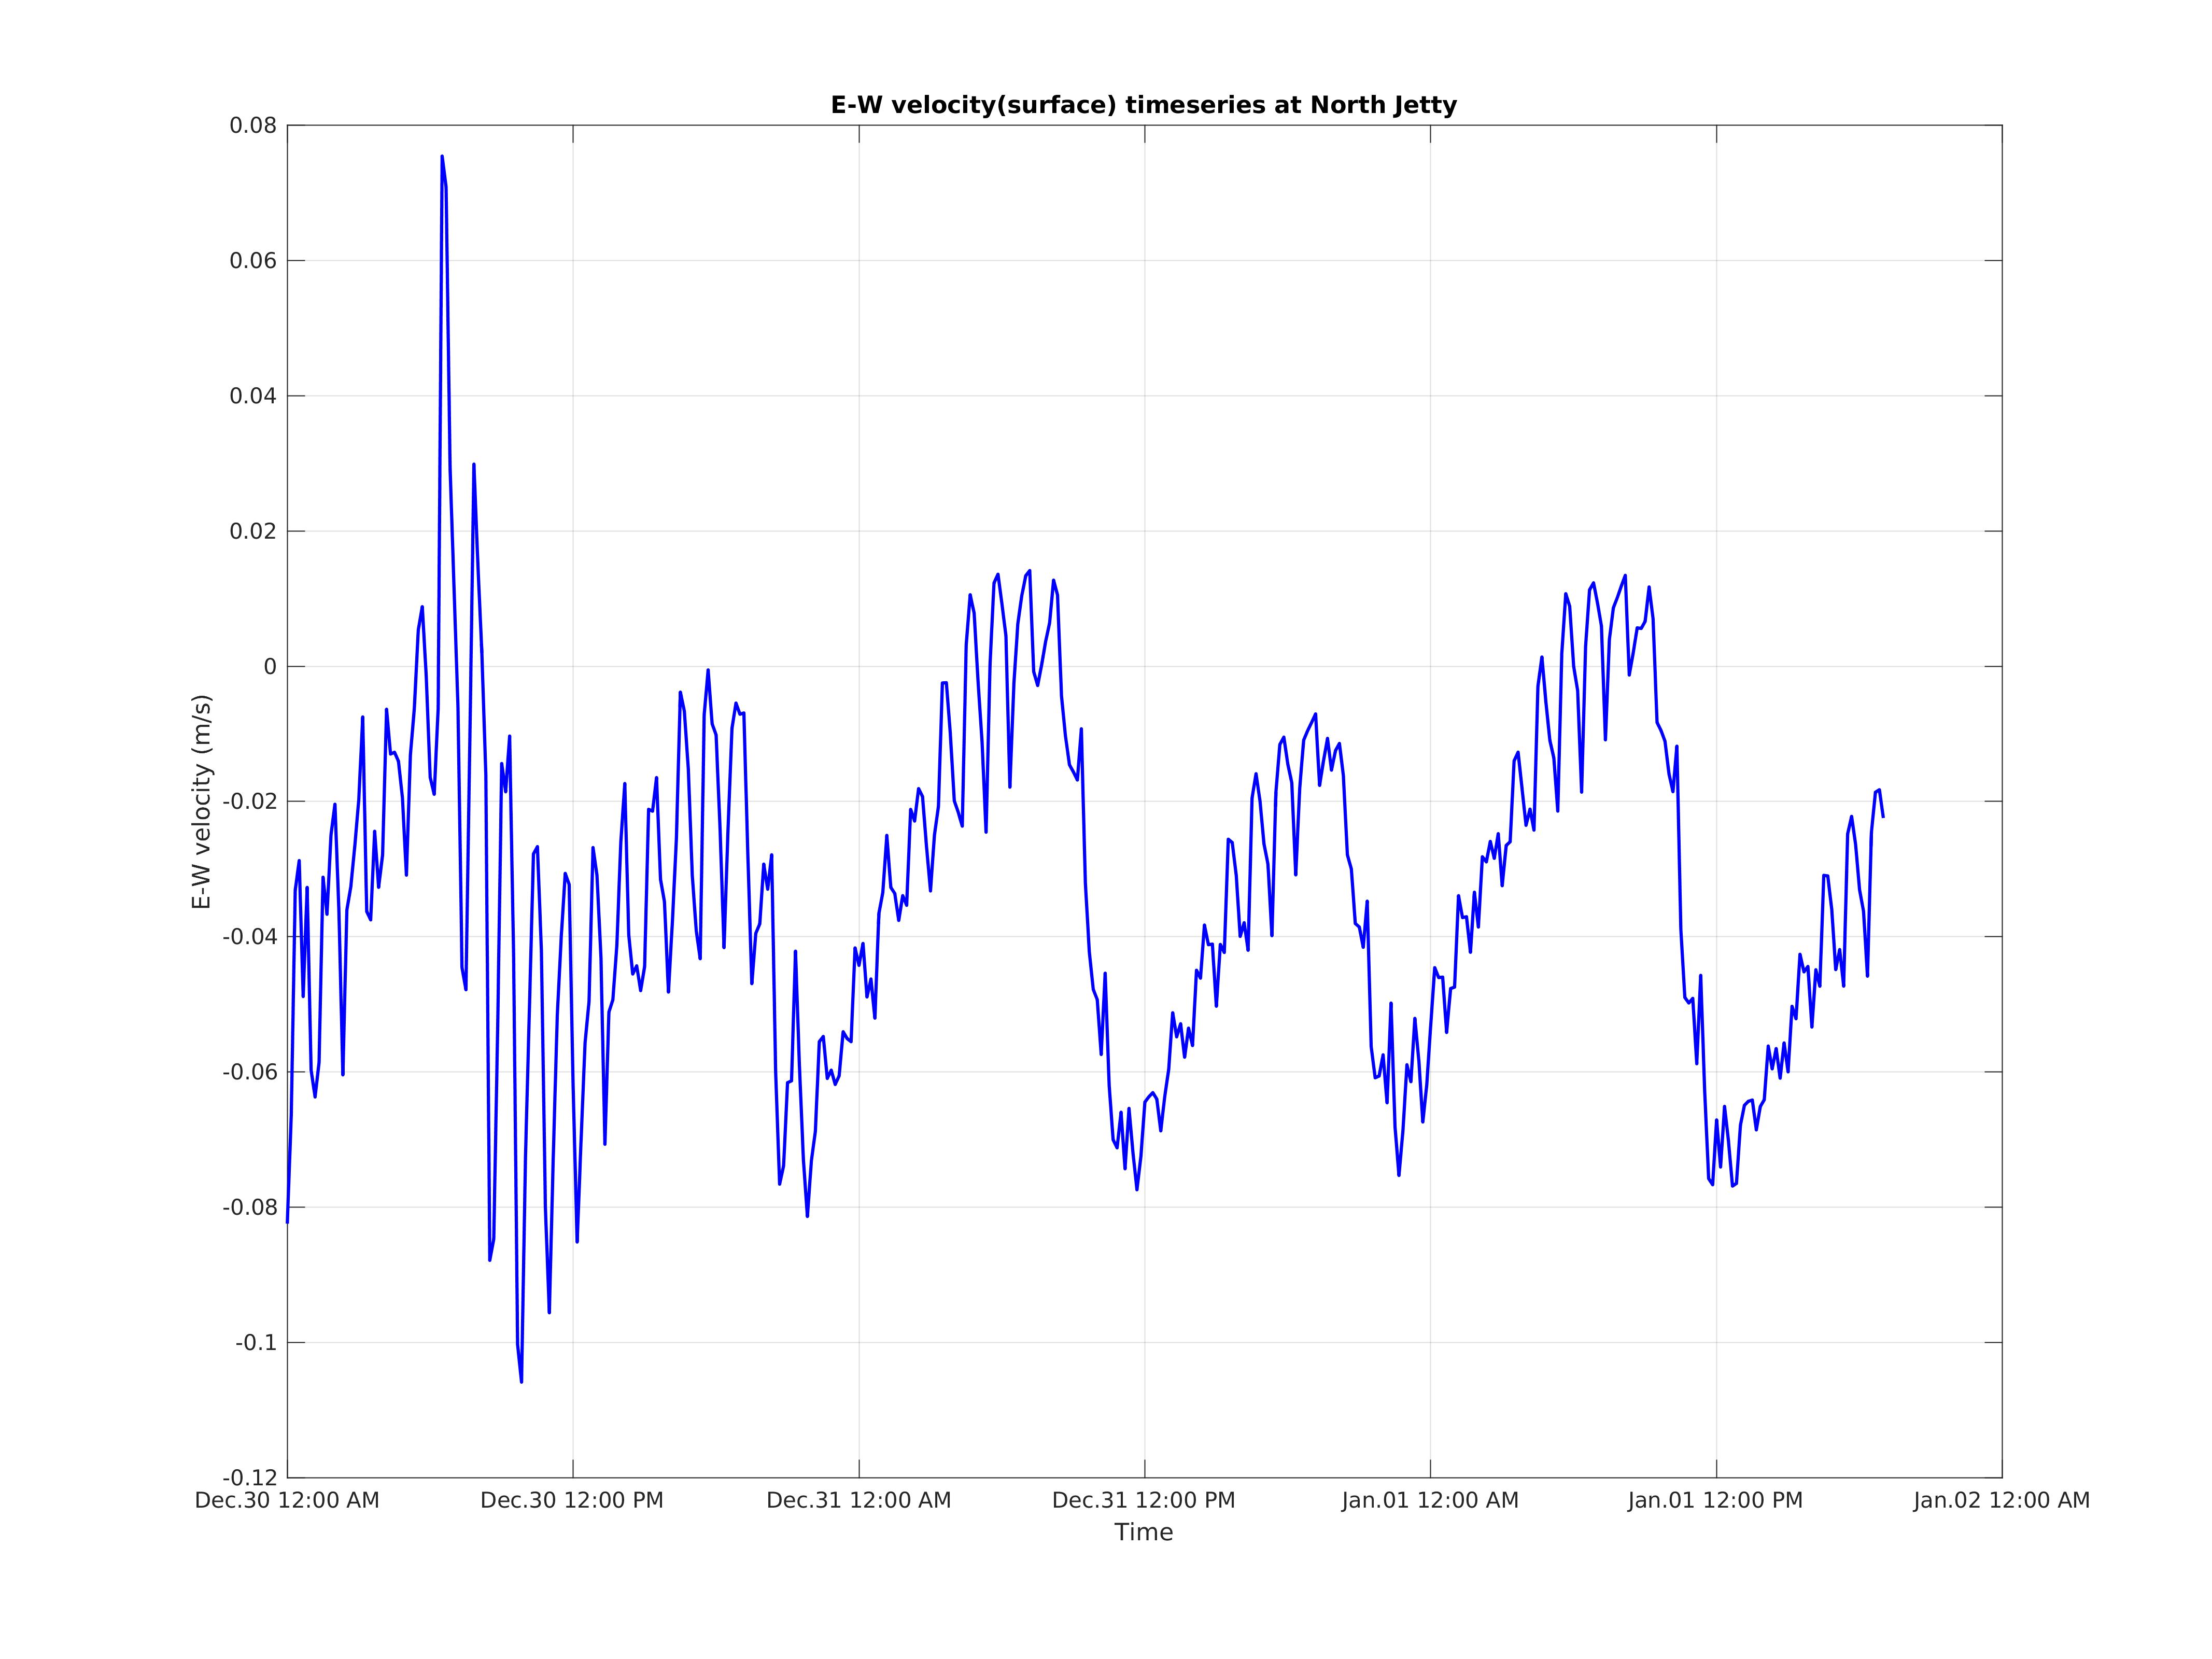 E-W velocity(surface) timeseries at North Jetty
0.08
0.06
0.04
0.02
0
-0.02
-0.04
-0.06
-0.08
-0.1
-0.12
E-W velocity (m/s)
Dec.30 12:00 AM Dec.30 12:00 PM Dec.31 12:00 AM Dec.31 12:00 PM Jan.01 12:00 AM Jan.01 12:00 PM Jan.02 12:00 AM
Time